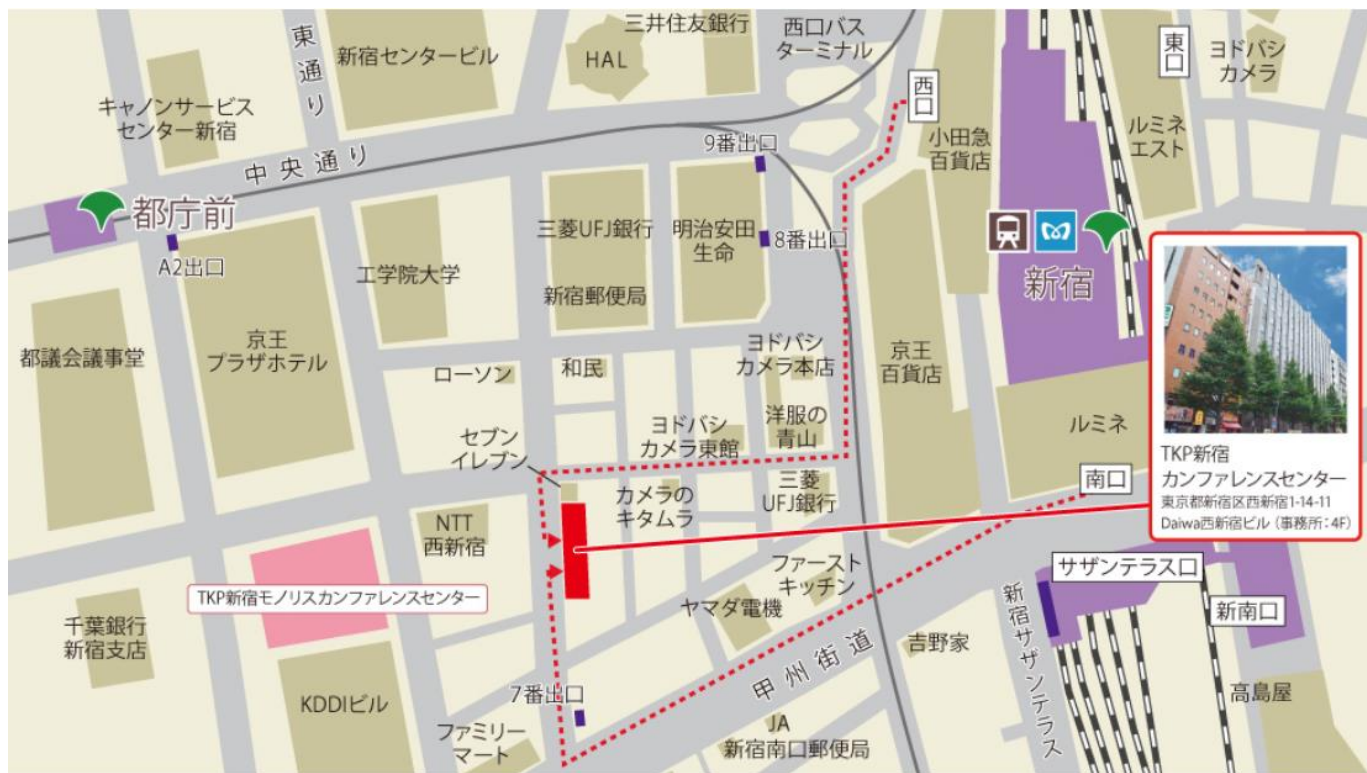 三井住友銀行
西口バス
ターミナル
東口
ヨドバシ
カメラ
東通り
新宿センタービル
HAL
西口
キャノンサービス
センター新宿
小田急
百貨店
ルミネ
エスト
中央通り
9番出口
都庁前
A2出口
三菱UFJ銀行
明治安田
生命
8番出口
工学院大学
新宿郵便局
新宿
都議会議事堂
京王
プラザホテル
ローソン
和民
ヨドバシ
カメラ本店
京王
百貨店
セブン
イレブン
ヨドバシ
カメラ東館
洋服の
青山
ルミネ
TKP新宿
カンファレンスセンター
東京都新宿区西新宿1-14-11
Daiwa西新宿ビル (事務所:4F)
南口
カメラの
キタムラ
三菱
UFJ銀行
NTT
西新宿
TKP新宿モノリスカンファレンスセンター
ファースト
キッチン
サザンテラス口
新南口
ヤマダ電機
千葉銀行
新宿支店
吉野家
新宿サザンテラス
甲州街道
KDDIビル
7番出口
高島屋
ファミリー
マート
JA
新宿南口郵便局